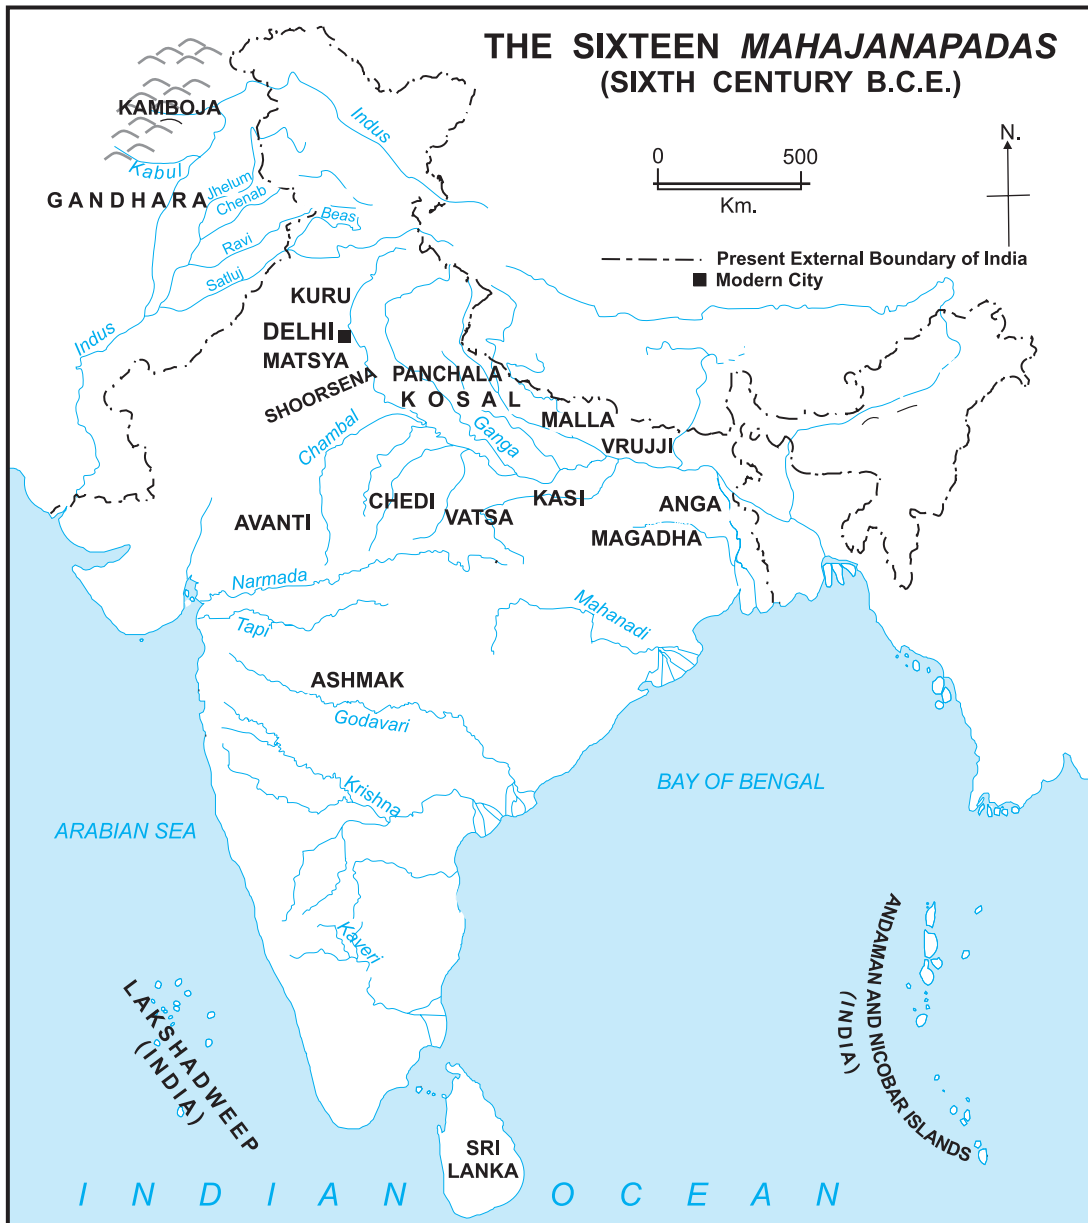 THE SIXTEEN MAHAJANAPADAS
(SIXTH CENTURY B.C.E.)
N.
0 500
Km.
Present External Boundary of India
Modern City
KAMBOJA
Indus
Kabul
GANDHARA
Jhelum
Chenab
Beas
Ravi
Satluj
Indus
KURU
DELHI
MATSYA
SHOORSENA
PANCHALA
KOSAL
MALLA
VRUJJI
Chambal
Ganga
CHEDI
VATSA
KASI
ANGA
AVANTI
MAGADHA
Narmada
Tapi
Mahanadi
ASHMAK
Godavari
Krishna
BAY OF BENGAL
ARABIAN SEA
Kaveri
LAKSHADWEEP
(INDIA)
ANDAMAN AND NICOBAR ISLANDS
(INDIA)
SRI
LANKA
INDIAN OCEAN